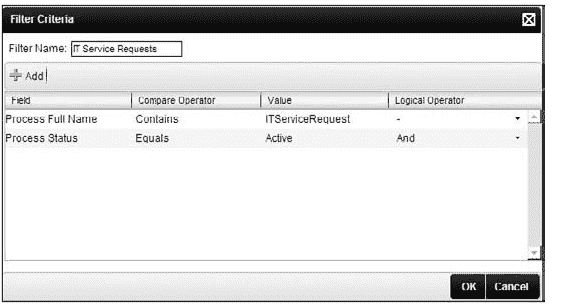 Filter Criteria
Filter Name: IT Service Requests
Add
Field Compare Operator Value Logical Operator
Process Full Name Contains ITServiceRequest -
Process Status Equals Active And
OK Cancel